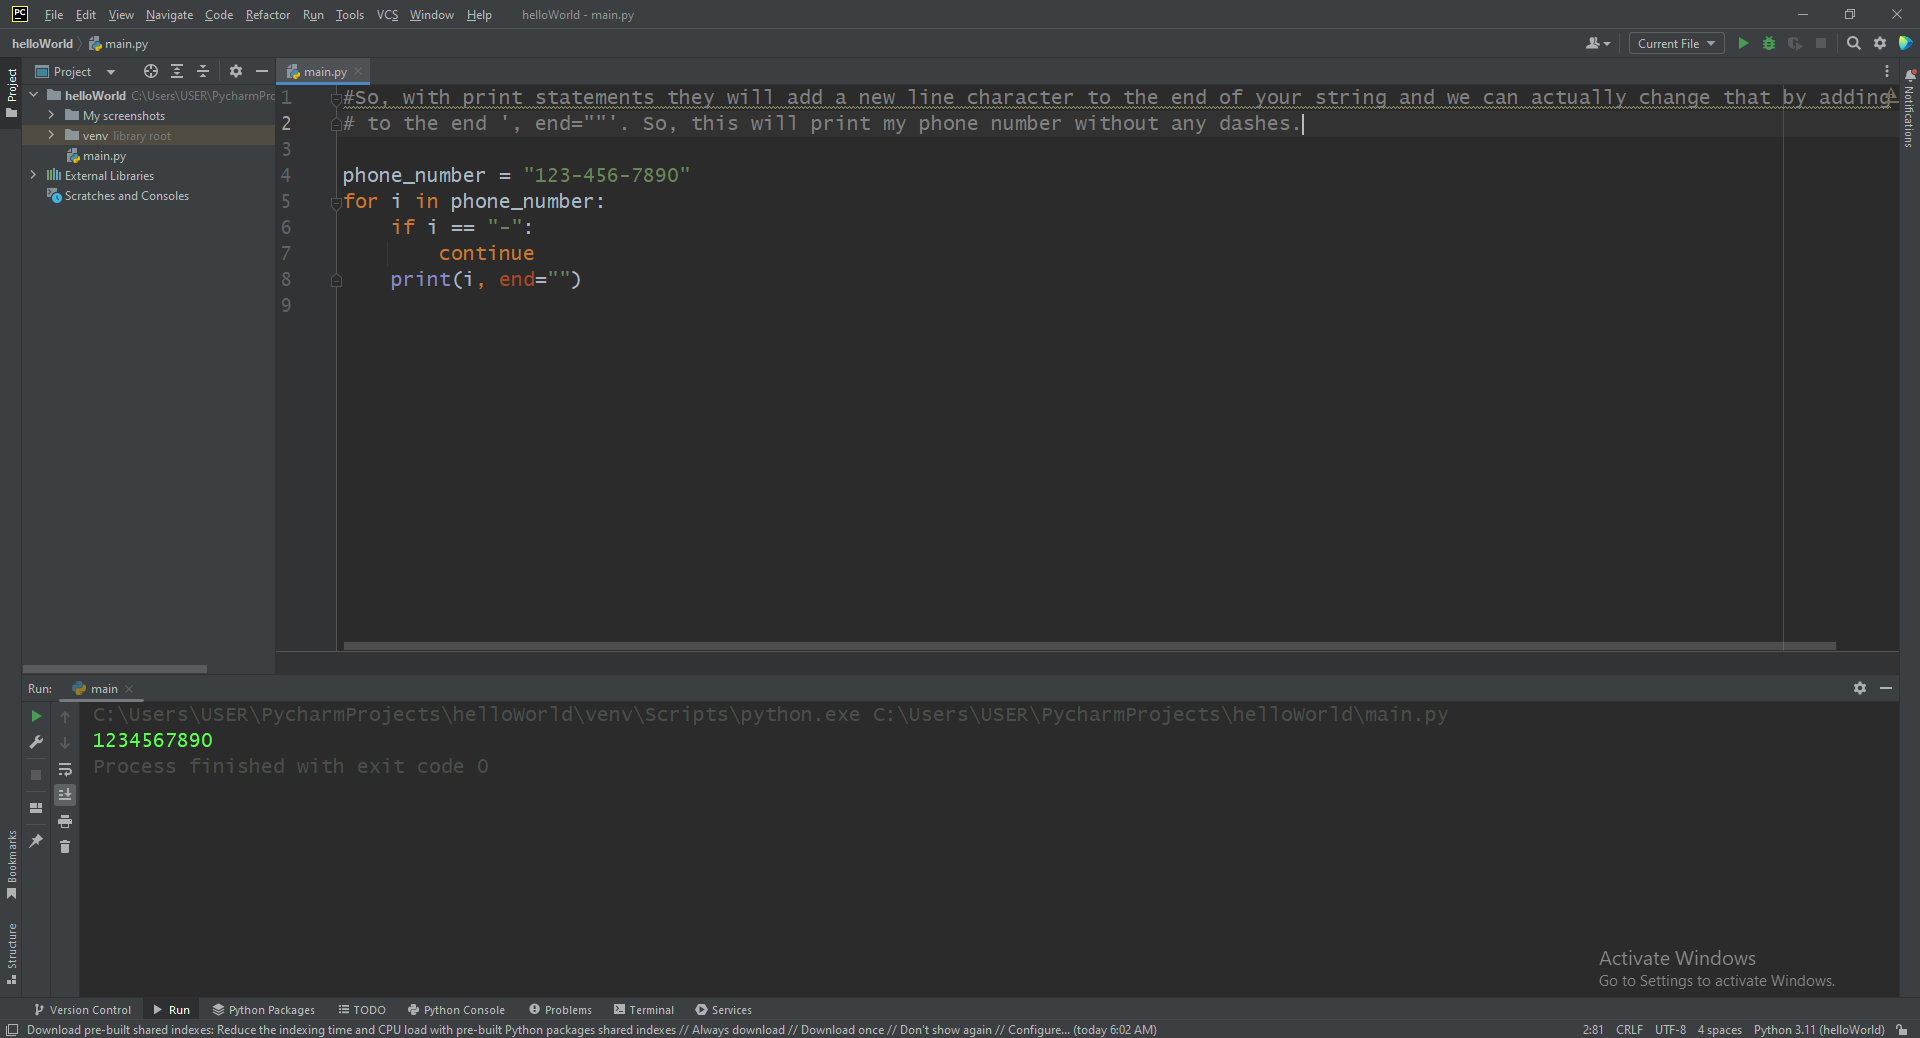 PC File Edit View Navigate Code Refactor Run Tools VCS Window Help helloWorld - main.py
helloWorld main.py Current File
Project main.py
helloWorld C:\Users\USER\PycharmPro
My screenshots
venv library root
main.py
External Libraries
Scratches and Consoles
Project
Bookmarks
Structure
1 #So, with print statements they will add a new line character to the end of your string and we can actually change that by adding
2 # to the end ', end=""'. So, this will print my phone number without any dashes.
3
4 phone_number = "123-456-7890"
5 for i in phone_number:
6 if i == "-":
7 continue
8 print(i, end="")
9
Notifications
Run: main
C:\Users\USER\PycharmProjects\helloWorld\venv\Scripts\python.exe C:\Users\USER\PycharmProjects\helloWorld\main.py
1234567890
Process finished with exit code 0
Activate Windows
Go to Settings to activate Windows.
Version Control Run Python Packages TODO Python Console Problems Terminal Services
Download pre-built shared indexes: Reduce the indexing time and CPU load with pre-built Python packages shared indexes // Always download // Download once // Don't show again // Configure... (today 6:02 AM) 2:81 CRLF UTF-8 4 spaces Python 3.11 (helloWorld)